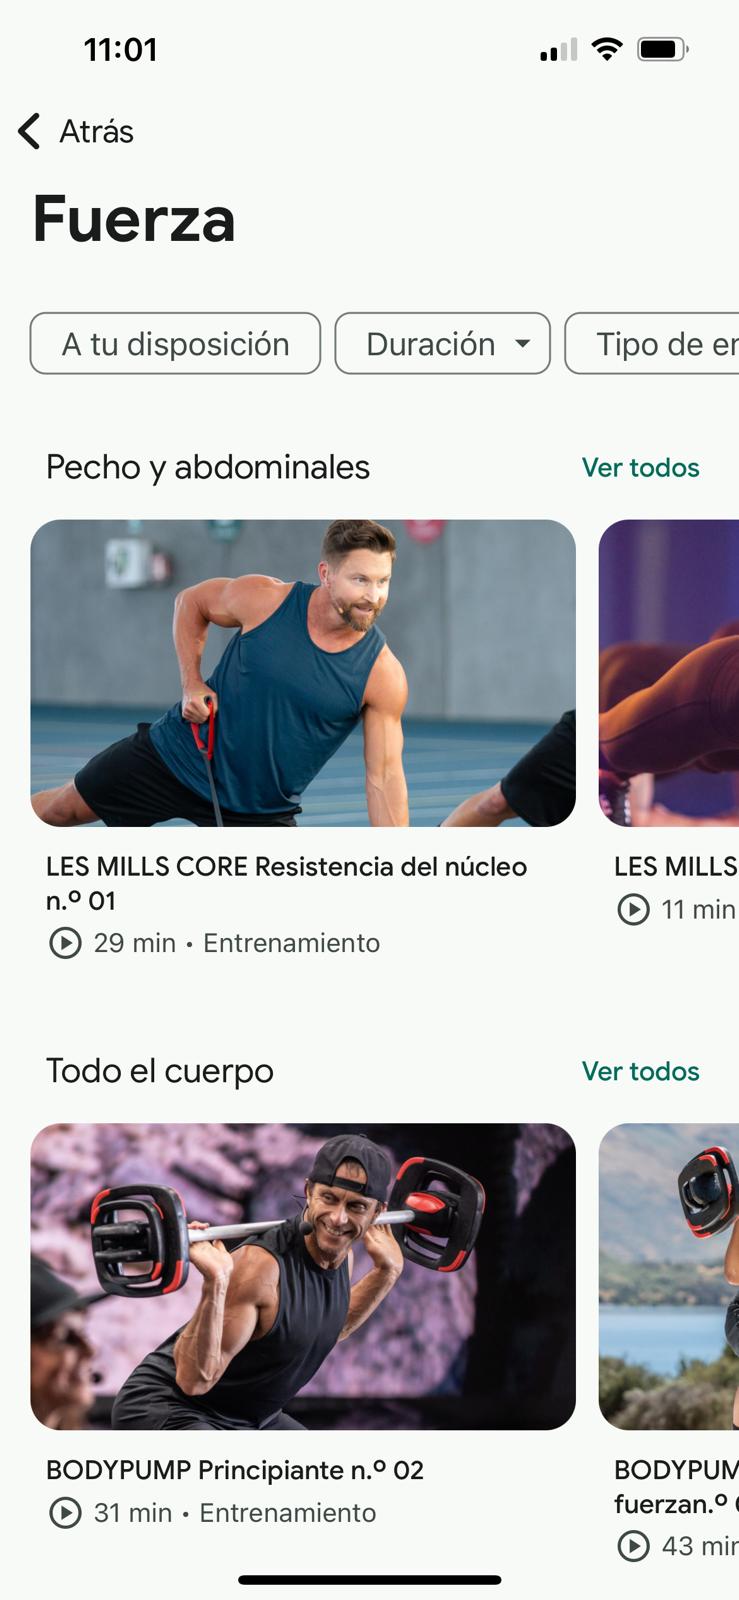 11:01
Atrás
Fuerza
A tu disposición
Duración
Tipo de
Pecho y abdominales
Ver todos
LES MILLS CORE Resistencia del núcleo
n.º 01
29 min • Entrenamiento
LES MILLS
11 min
Todo el cuerpo
Ver todos
BODYPUMP Principiante n.º 02
31 min • Entrenamiento
BODYPUM
fuerzan.º
43 min